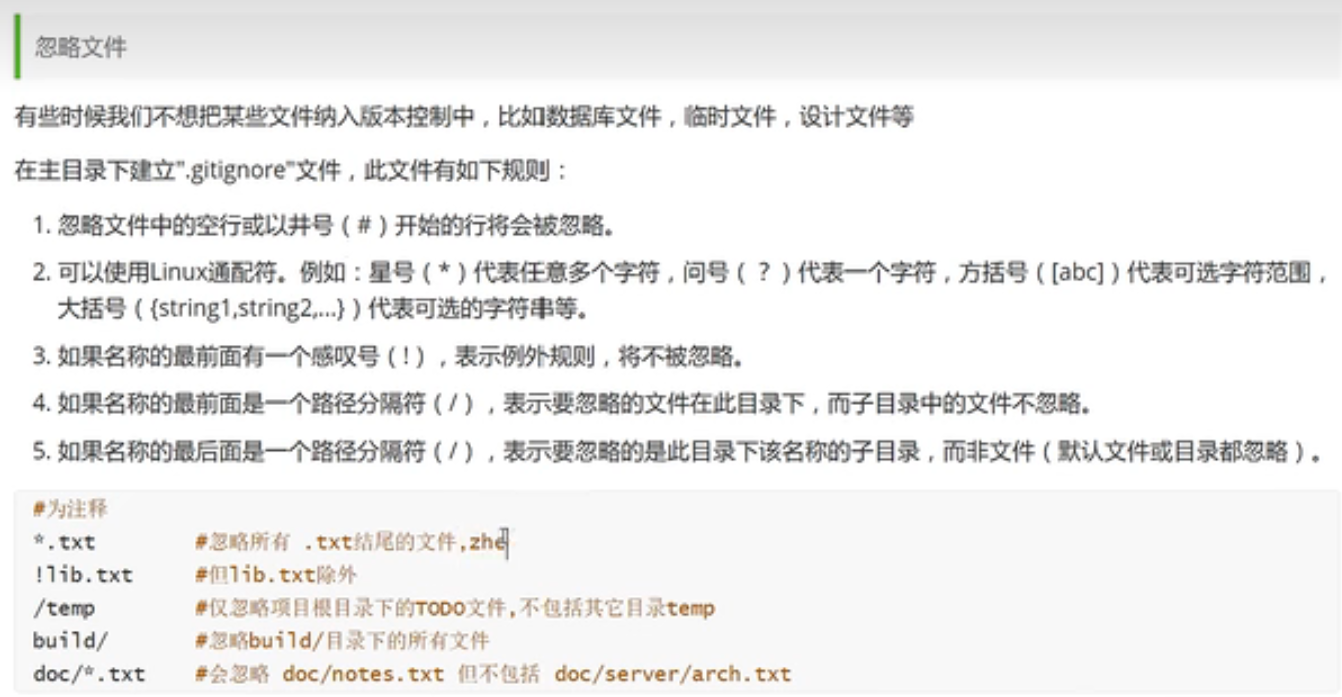 忽略文件
有些时候我们不想把某些文件纳入版本控制中，比如数据库文件，临时文件，设计文件等
在主目录下建立".gitignore"文件，此文件有如下规则：
1. 忽略文件中的空行或以井号（#）开始的行将会被忽略。
2. 可以使用Linux通配符。例如：星号（*）代表任意多个字符，问号（？）代表一个字符，方括号（[abc]）代表可选字符范围，
大括号（{string1,string2,...}）代表可选的字符串等。
3. 如果名称的最前面有一个感叹号（!），表示例外规则，将不被忽略。
4. 如果名称的最前面是一个路径分隔符（/），表示要忽略的文件在此目录下，而子目录中的文件不忽略。
5. 如果名称的最后面是一个路径分隔符（/），表示要忽略的是此目录下该名称的子目录，而非文件（默认文件或目录都忽略）。
#为注释
*.txt #忽略所有 .txt结尾的文件,zhe
!lib.txt #但lib.txt除外
/temp #仅忽略项目根目录下的TODO文件,不包括其它目录temp
build/ #忽略build/目录下的所有文件
doc/*.txt #会忽略 doc/notes.txt 但不包括 doc/server/arch.txt